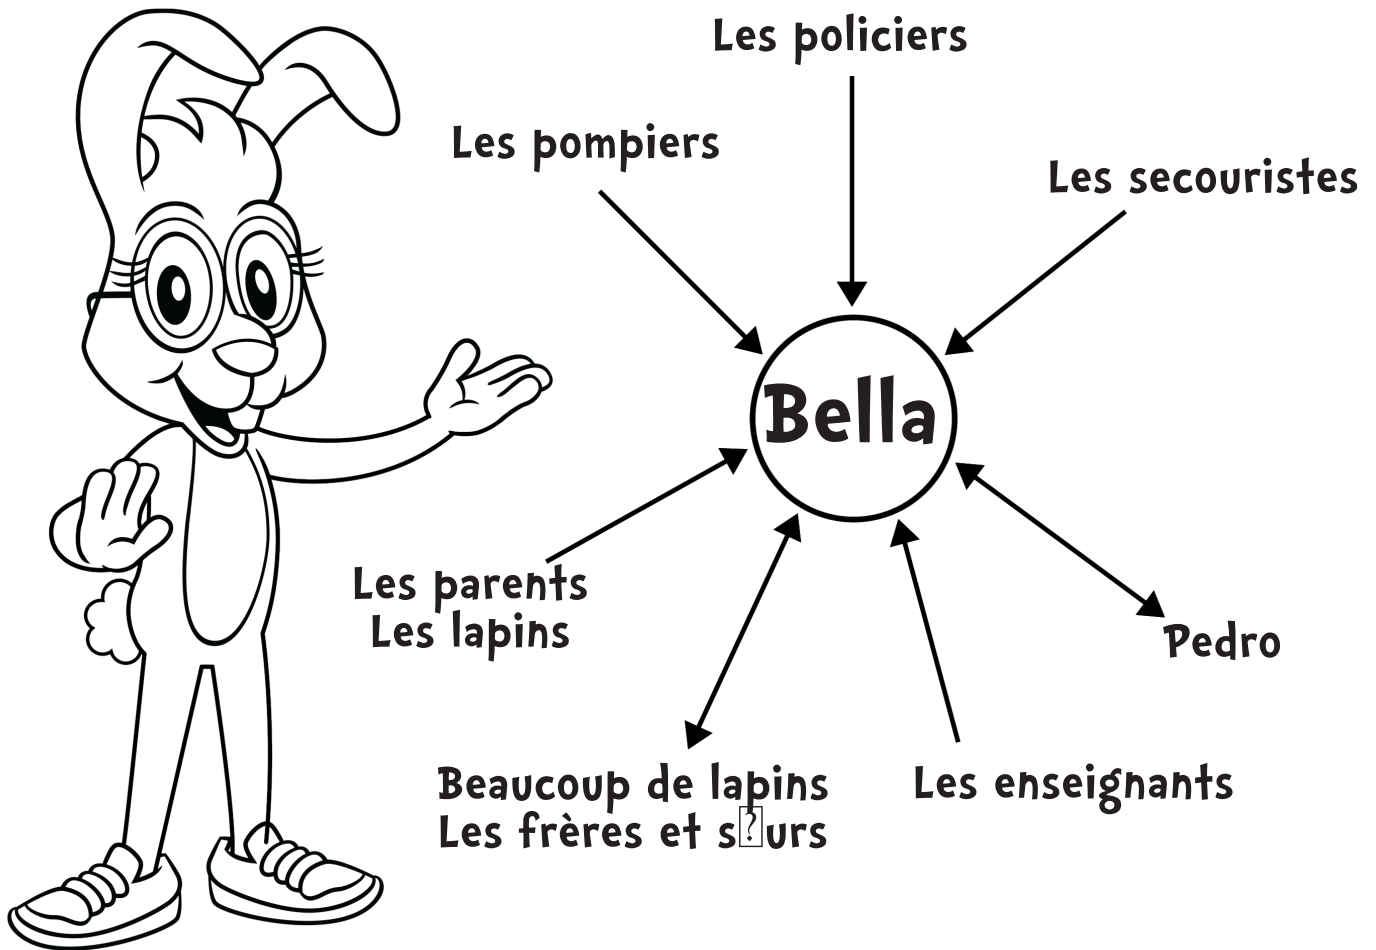 Les policiers
Les pompiers
Les secouristes
Bella
Les parents
Les lapins
Pedro
Beaucoup de lapins
Les frères et s⍰urs
Les enseignants